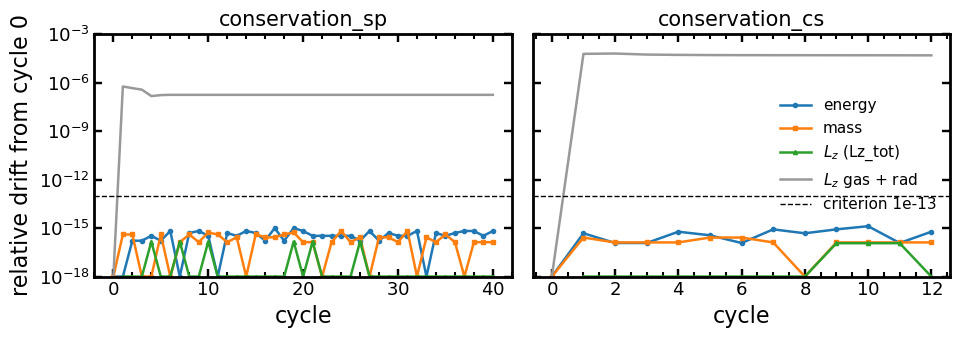 conservation_sp
conservation_cs
relative drift from cycle 0
10⁻³
10⁻⁶
10⁻⁹
10⁻¹²
10⁻¹⁵
10⁻¹⁸
0 10 20 30 40
cycle
energy
mass
L_z (Lz_tot)
L_z gas + rad
criterion 1e-13
0 2 4 6 8 10 12
cycle